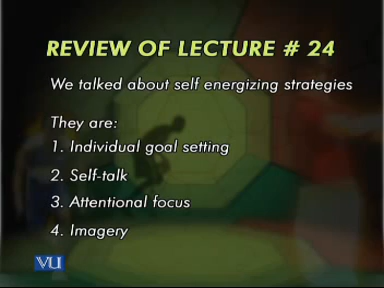 REVIEW OF LECTURE # 24
We talked about self energizing strategies
They are:
1. Individual goal setting
2. Self-talk
3. Attentional focus
4. Imagery
VU